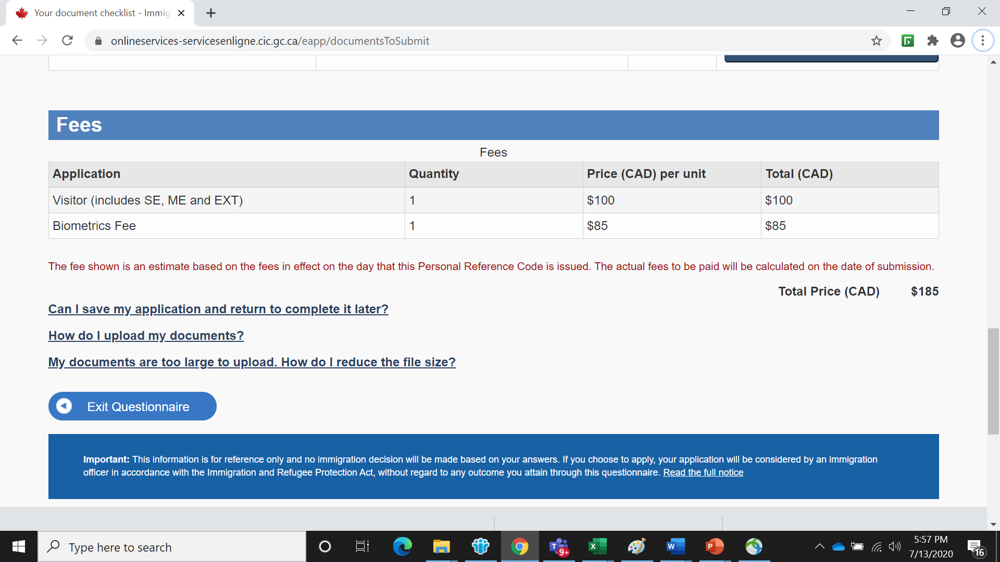 Your document checklist - Immig
onlineservices-servicesenligne.cic.gc.ca/eapp/documentsToSubmit
Fees
Fees
Application Quantity Price (CAD) per unit Total (CAD)
Visitor (includes SE, ME and EXT) 1 $100 $100
Biometrics Fee 1 $85 $85
The fee shown is an estimate based on the fees in effect on the day that this Personal Reference Code is issued. The actual fees to be paid will be calculated on the date of submission.
Total Price (CAD) $185
Can I save my application and return to complete it later?
How do I upload my documents?
My documents are too large to upload. How do I reduce the file size?
Exit Questionnaire
Important: This information is for reference only and no immigration decision will be made based on your answers. If you choose to apply, your application will be considered by an immigration
officer in accordance with the Immigration and Refugee Protection Act, without regard to any outcome you attain through this questionnaire. Read the full notice
Type here to search
T
9+
X
W
P
5:57 PM
7/13/2020
16